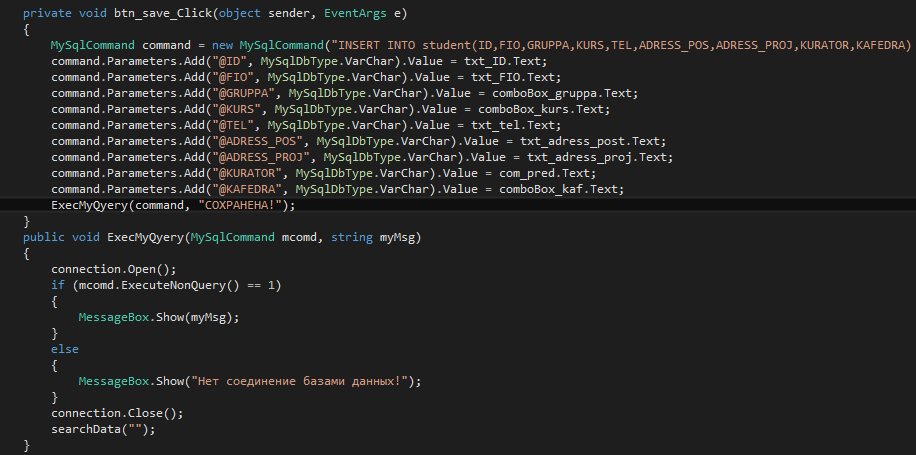 private void btn_save_Click(object sender, EventArgs e)
{
MySqlCommand command = new MySqlCommand("INSERT INTO student(ID,FIO,GRUPPA,KURS,TEL,ADRESS_POS,ADRESS_PROJ,KURATOR,KAFEDRA)
command.Parameters.Add("@ID", MySqlDbType.VarChar).Value = txt_ID.Text;
command.Parameters.Add("@FIO", MySqlDbType.VarChar).Value = txt_FIO.Text;
command.Parameters.Add("@GRUPPA", MySqlDbType.VarChar).Value = comboBox_gruppa.Text;
command.Parameters.Add("@KURS", MySqlDbType.VarChar).Value = comboBox_kurs.Text;
command.Parameters.Add("@TEL", MySqlDbType.VarChar).Value = txt_tel.Text;
command.Parameters.Add("@ADRESS_POS", MySqlDbType.VarChar).Value = txt_adress_post.Text;
command.Parameters.Add("@ADRESS_PROJ", MySqlDbType.VarChar).Value = txt_adress_proj.Text;
command.Parameters.Add("@KURATOR", MySqlDbType.VarChar).Value = com_pred.Text;
command.Parameters.Add("@KAFEDRA", MySqlDbType.VarChar).Value = comboBox_kaf.Text;
ExecMyQyery(command, "СОХРАНЕНА!");
}
public void ExecMyQyery(MySqlCommand mcomd, string myMsg)
{
connection.Open();
if (mcomd.ExecuteNonQuery() == 1)
{
MessageBox.Show(myMsg);
}
else
{
MessageBox.Show("Нет соединение базами данных!");
}
connection.Close();
searchData("");
}